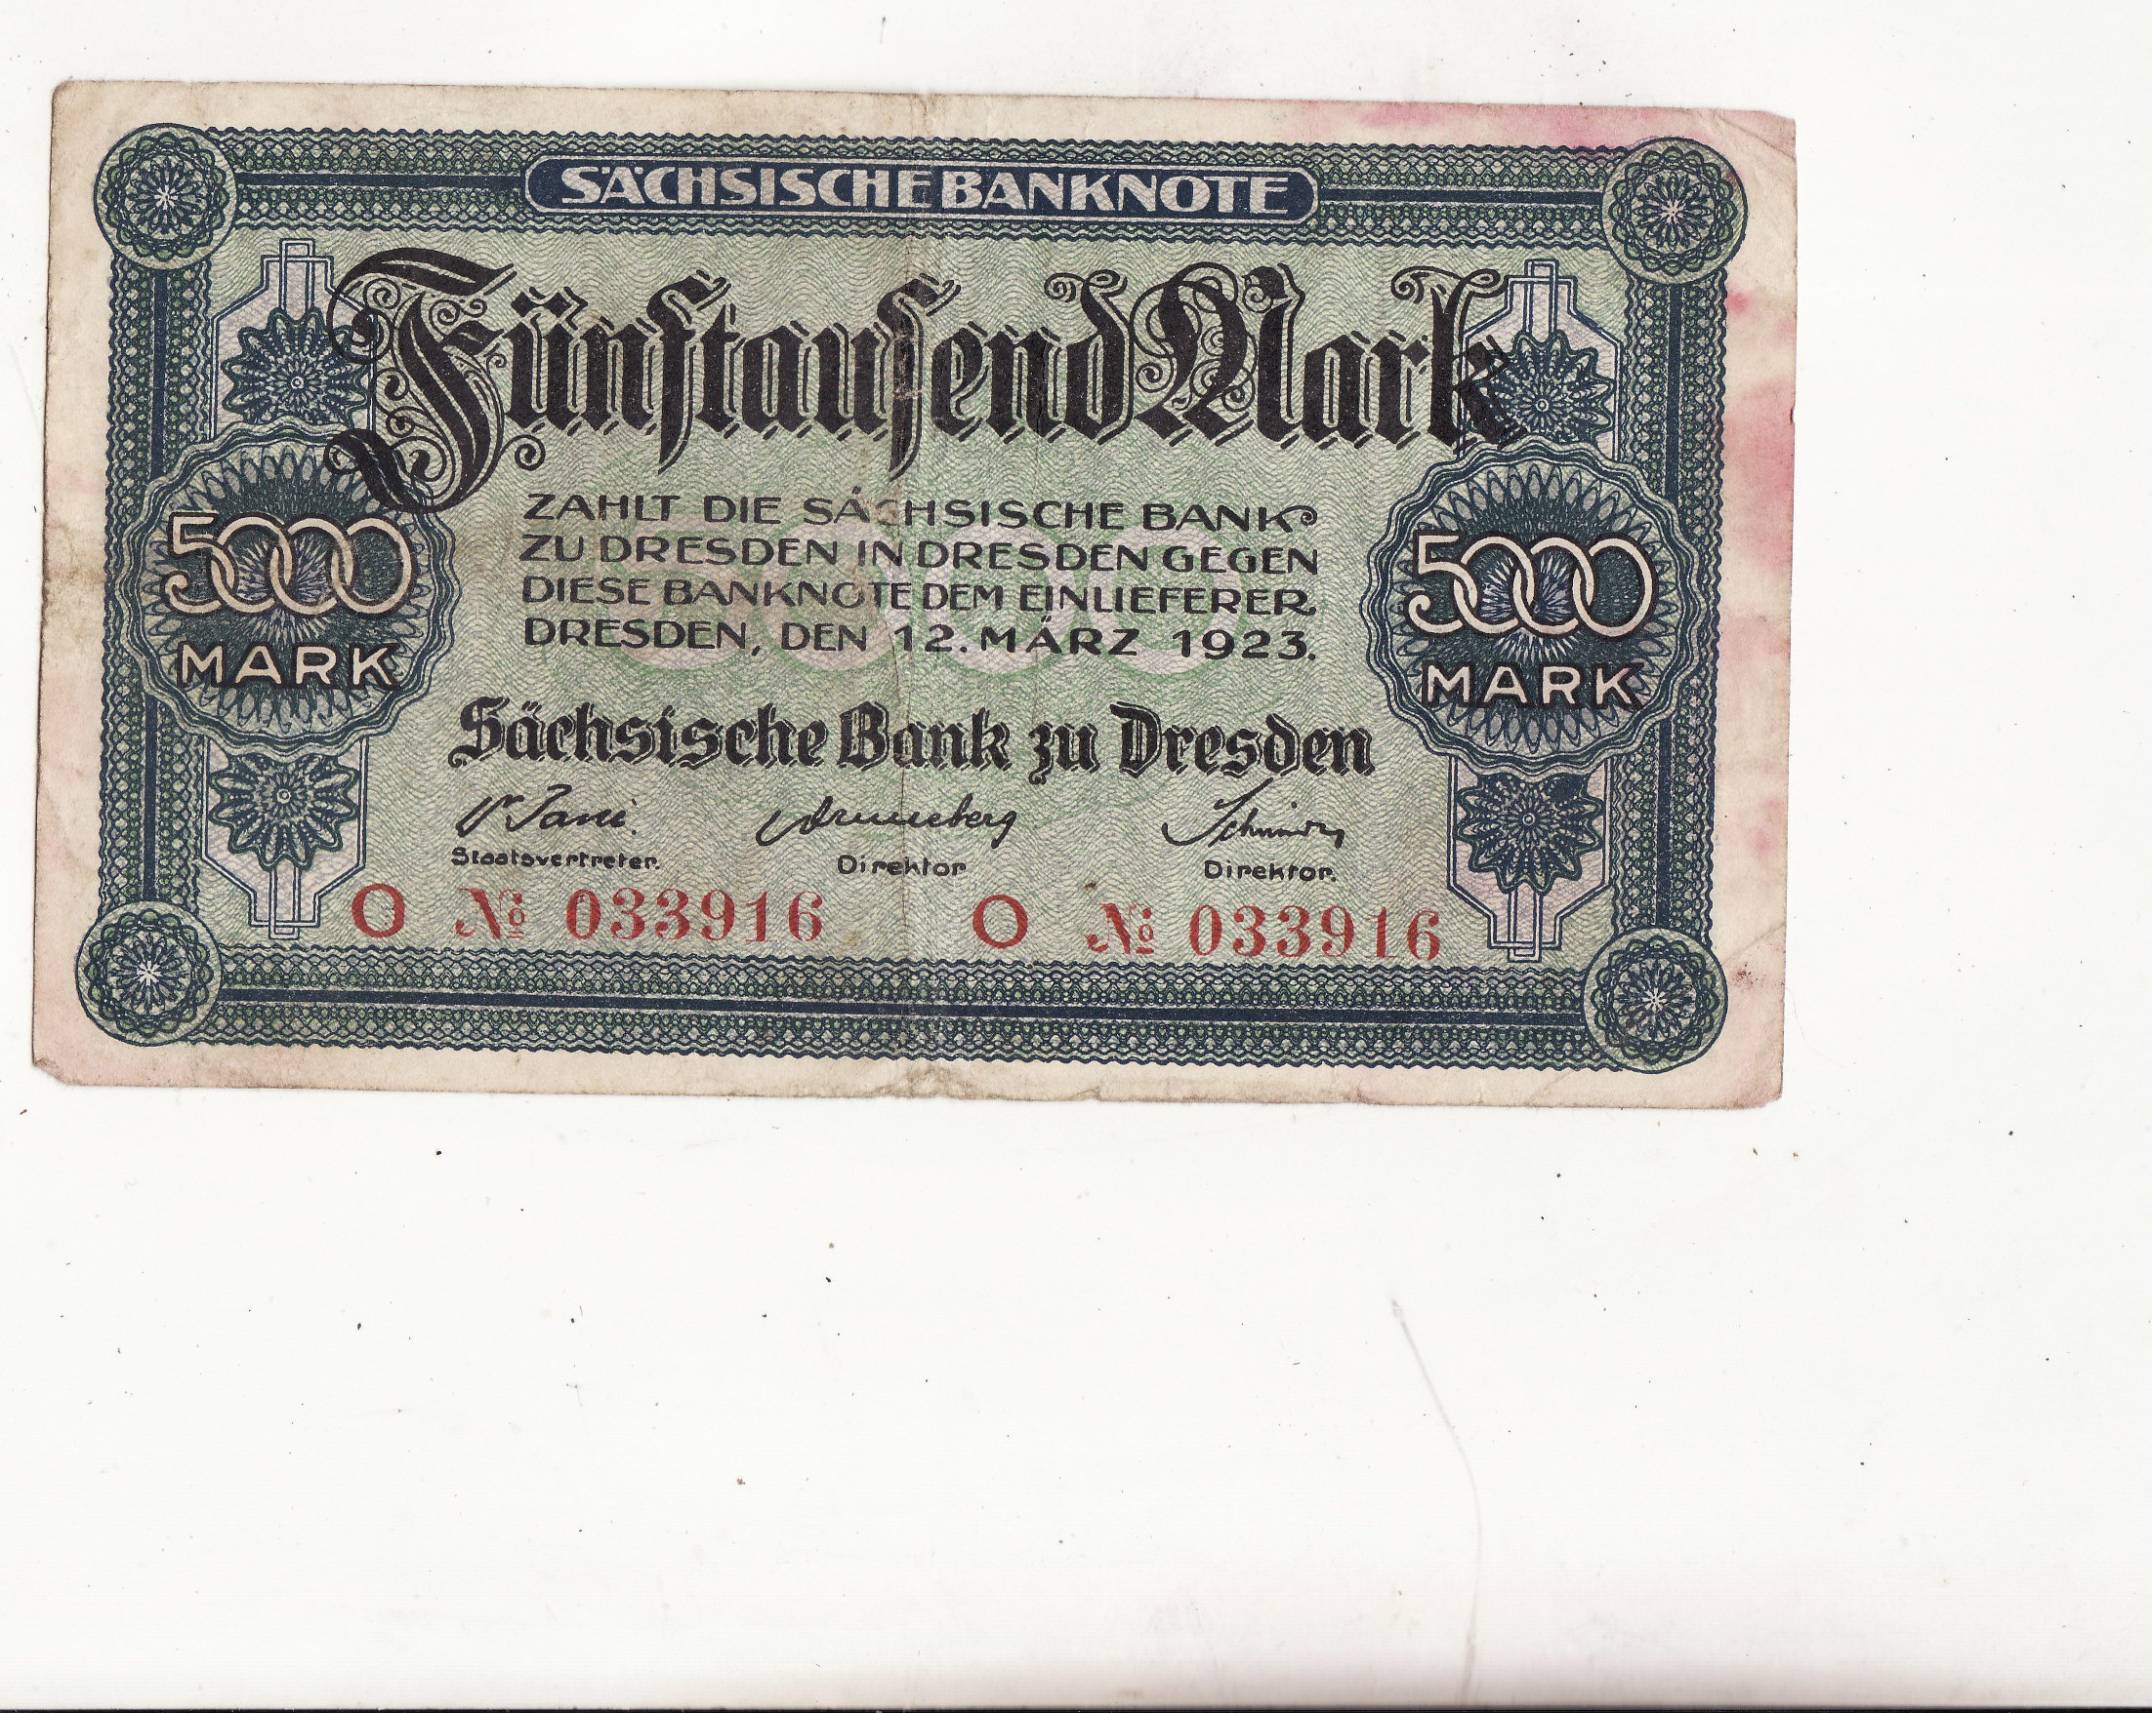 SÄCHSISCHE BANKNOTE
Fünftausend Mark
ZAHLT DIE SÄCHSISCHE BANK
ZU DRESDEN IN DRESDEN GEGEN
DIESE BANKNOTE DEM EINLIEFERER.
DRESDEN, DEN 12. MÄRZ 1923.
5000
MARK
5000
MARK
Sächsische Bank zu Dresden
Staatsvertreter.
Direktor
Direktor.
O № 033916
O № 033916